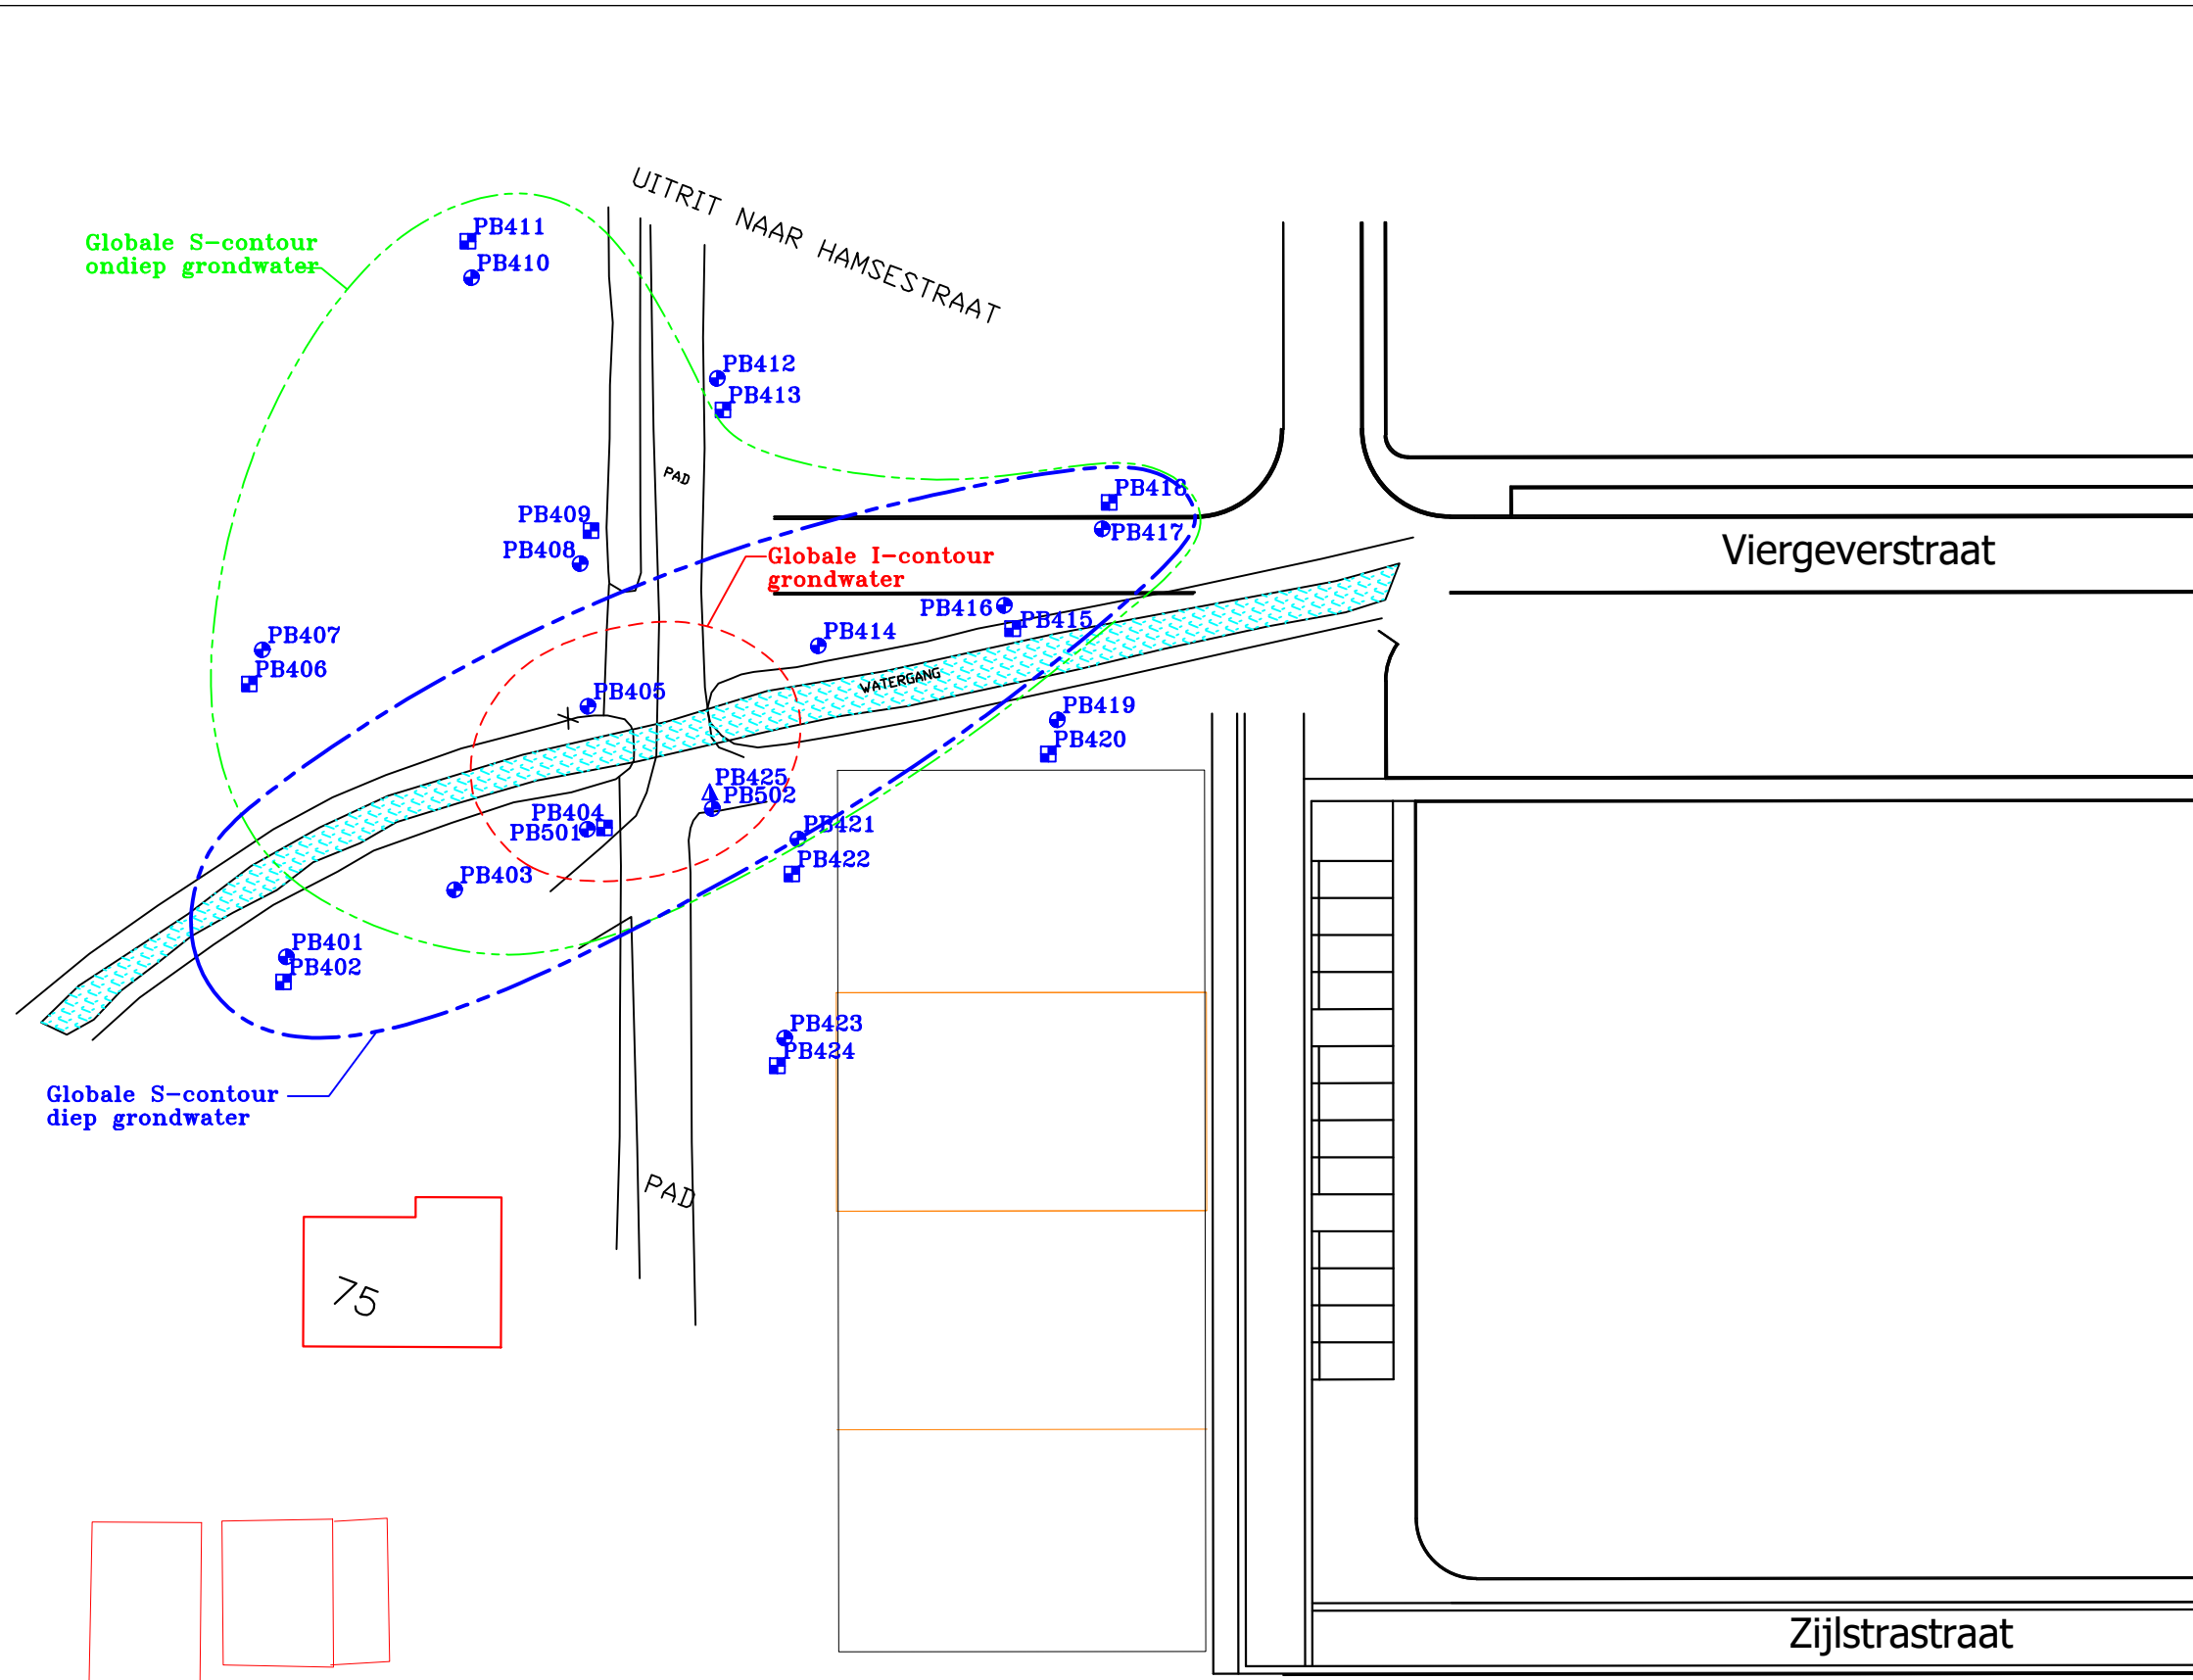 UITRIT NAAR HAMSESTRAAT
PB411
Globale S-contour
ondiep grondwater
PB410
PB412
PB413
PAD
PB418
PB409
PB417
PB408
Viergeverstraat
Globale I-contour
grondwater
PB416
PB415
PB414
PB407
PB406
WATERGANG
PB405
PB419
PB420
PB425
PB502
PB404
PB501
PB421
PB422
PB403
PB401
PB402
PB423
PB424
Globale S-contour
diep grondwater
PAD
75
Zijlstrastraat